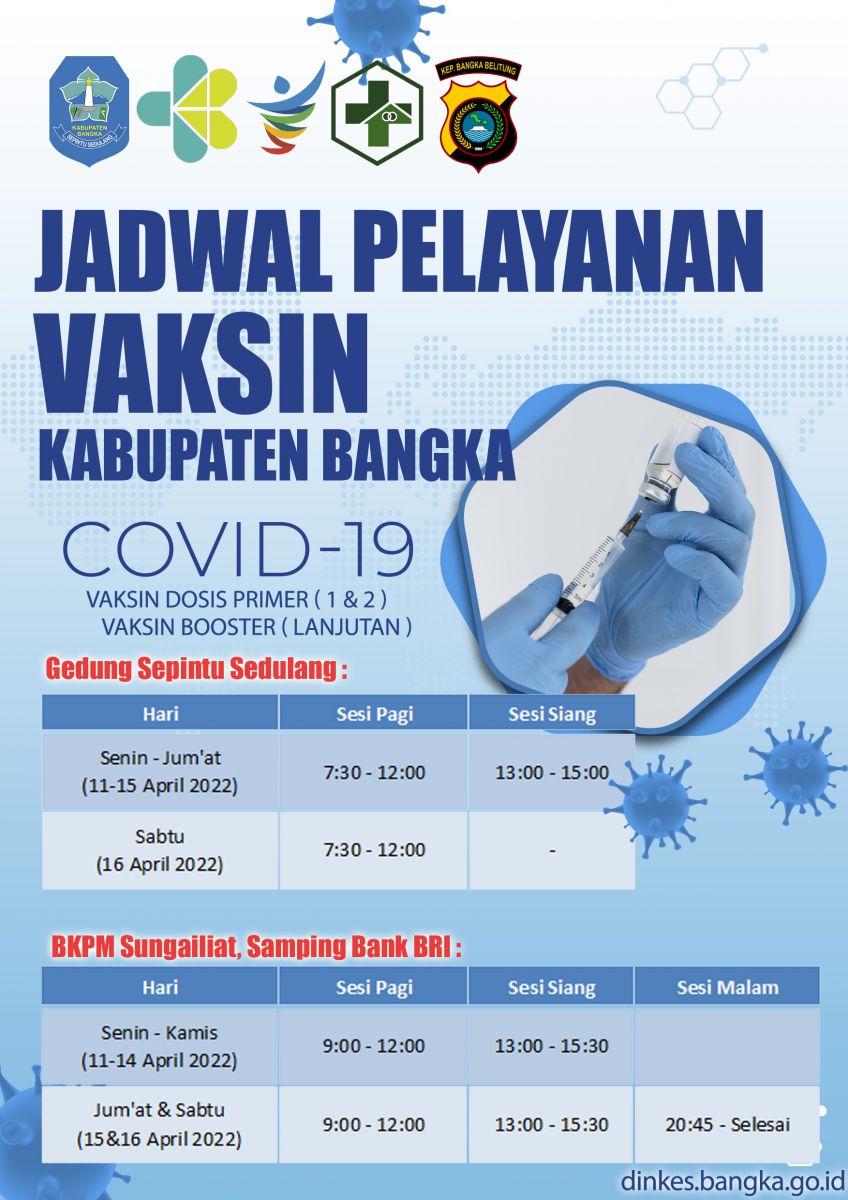 KABUPATEN
BANGKA
SEPINTU SEDULANG
KEP. BANGKA BELITUNG
JADWAL PELAYANAN
VAKSIN
KABUPATEN BANGKA
COVID-19
VAKSIN DOSIS PRIMER ( 1 & 2 )
VAKSIN BOOSTER ( LANJUTAN )
Gedung Sepintu Sedulang :
Hari Sesi Pagi Sesi Siang
Senin - Jum'at
(11-15 April 2022) 7:30 - 12:00 13:00 - 15:00
Sabtu
(16 April 2022) 7:30 - 12:00 -
BKPM Sungailiat, Samping Bank BRI :
Hari Sesi Pagi Sesi Siang Sesi Malam
Senin - Kamis
(11-14 April 2022) 9:00 - 12:00 13:00 - 15:30
Jum'at & Sabtu
(15&16 April 2022) 9:00 - 12:00 13:00 - 15:30 20:45 - Selesai
dinkes.bangka.go.id